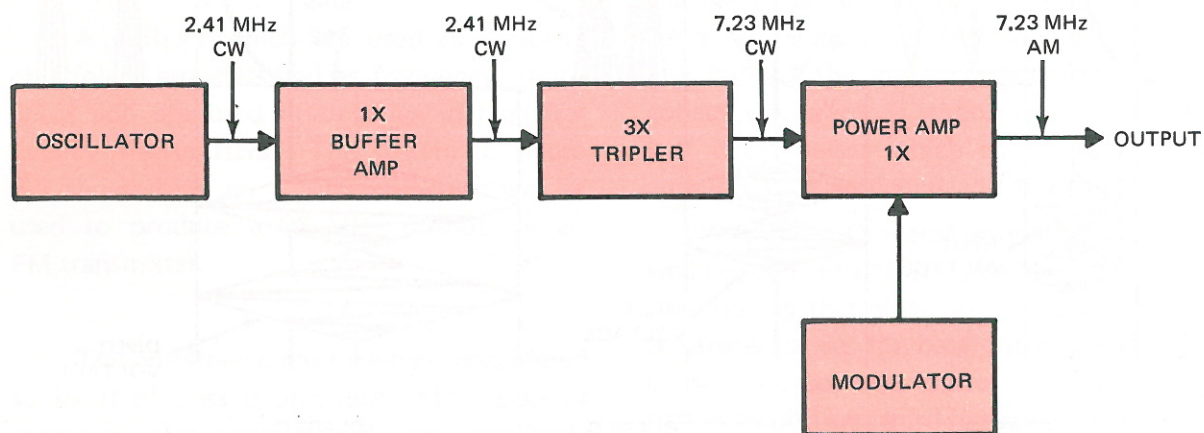 2.41 MHz
CW
2.41 MHz
CW
7.23 MHz
CW
7.23 MHz
AM
OSCILLATOR
1X
BUFFER
AMP
3X
TRIPLER
POWER AMP
1X
OUTPUT
MODULATOR